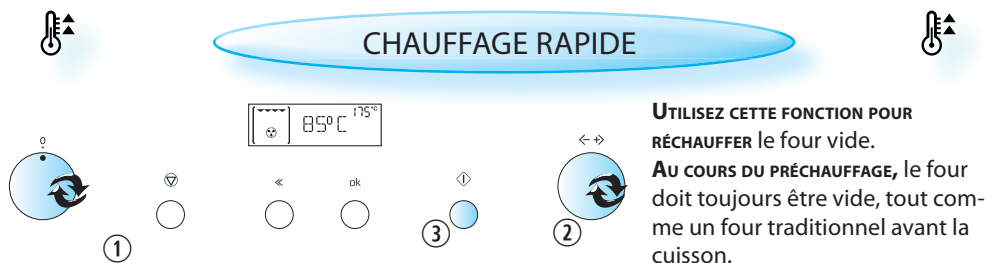 CHAUFFAGE RAPIDE
175°C
85°C
0
« ok
1 3 2
UTILISEZ CETTE FONCTION POUR
RÉCHAUFFER le four vide.
AU COURS DU PRÉCHAUFFAGE, le four
doit toujours être vide, tout com-
me un four traditionnel avant la
cuisson.